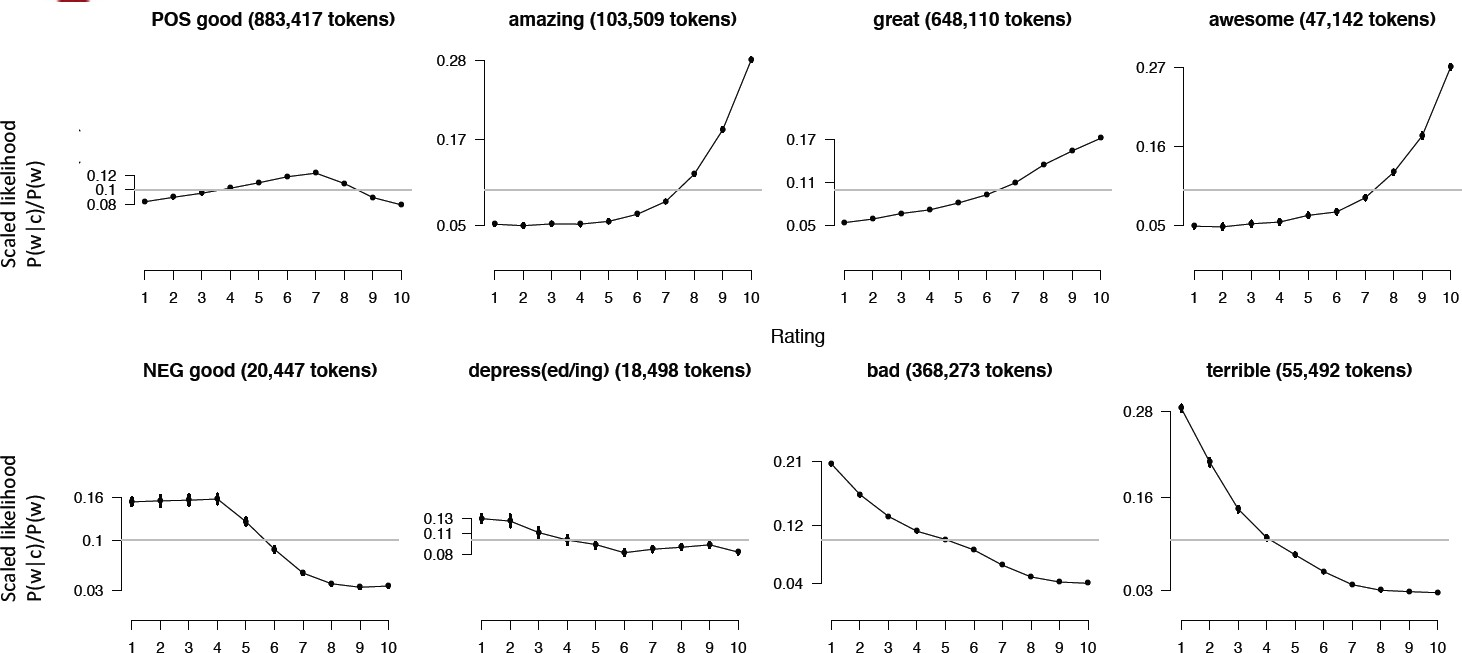 POS good (883,417 tokens) amazing (103,509 tokens) great (648,110 tokens) awesome (47,142 tokens)
Scaled likelihood
P(w|c)/P(w)
0.12
0.1
0.08
1 2 3 4 5 6 7 8 9 10
0.28
0.17
0.05
1 2 3 4 5 6 7 8 9 10
0.17
0.11
0.05
1 2 3 4 5 6 7 8 9 10
0.27
0.16
0.05
1 2 3 4 5 6 7 8 9 10
Rating
NEG good (20,447 tokens) depress(ed/ing) (18,498 tokens) bad (368,273 tokens) terrible (55,492 tokens)
Scaled likelihood
P(w|c)/P(w)
0.16
0.1
0.03
1 2 3 4 5 6 7 8 9 10
0.13
0.11
0.08
1 2 3 4 5 6 7 8 9 10
0.21
0.12
0.04
1 2 3 4 5 6 7 8 9 10
0.28
0.16
0.03
1 2 3 4 5 6 7 8 9 10